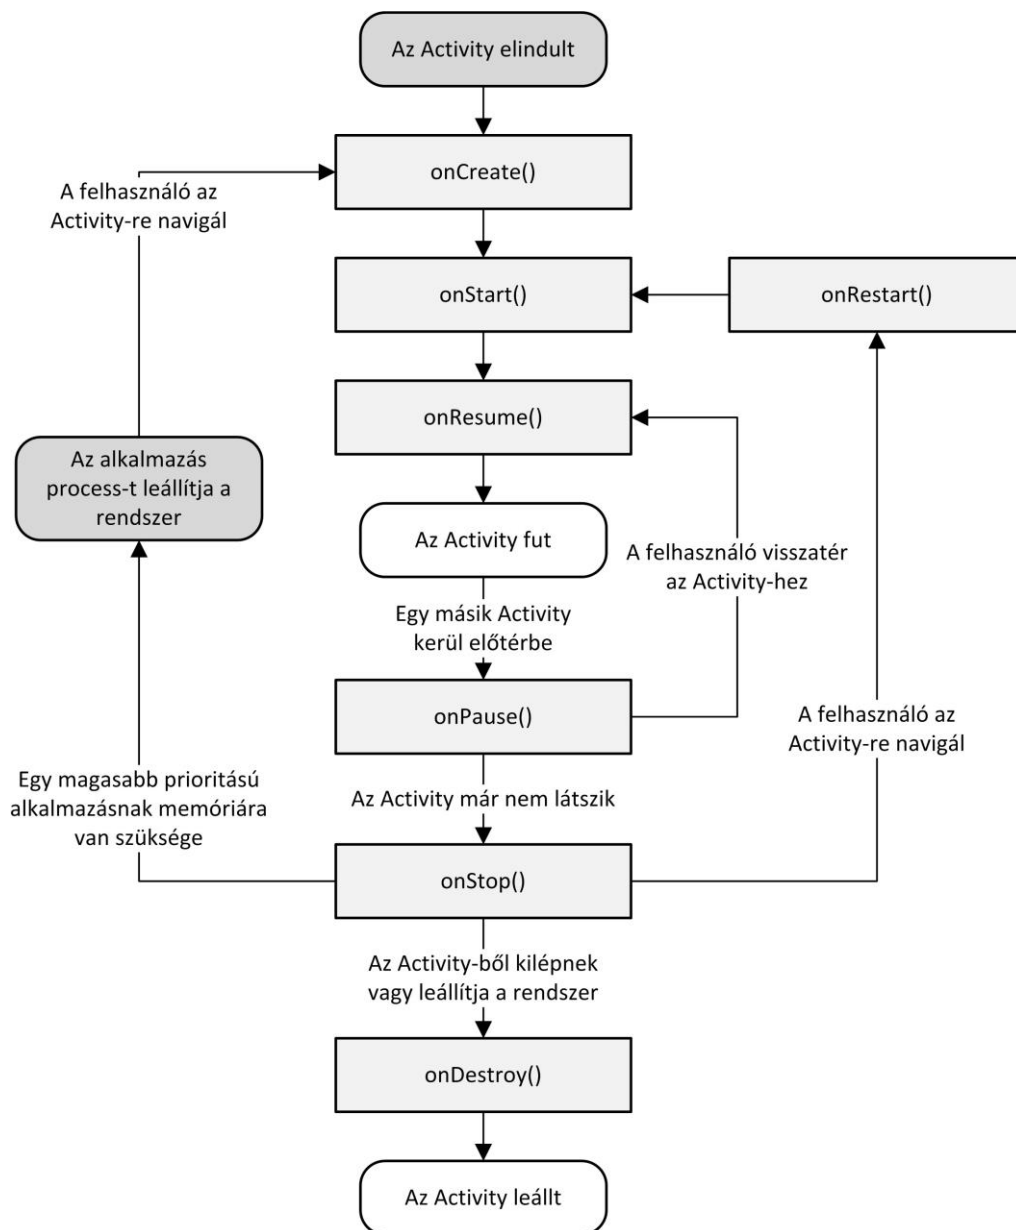 Az Activity elindult
onCreate()
A felhasználó az
Activity-re navigál
onStart()
onRestart()
onResume()
Az alkalmazás
process-t leállítja a
rendszer
Az Activity fut
A felhasználó visszatér
az Activity-hez
Egy másik Activity
kerül előtérbe
onPause()
A felhasználó az
Activity-re navigál
Egy magasabb prioritású
alkalmazásnak memóriára
van szüksége
Az Activity már nem látszik
onStop()
Az Activity-ből kilépnek
vagy leállítja a rendszer
onDestroy()
Az Activity leállt